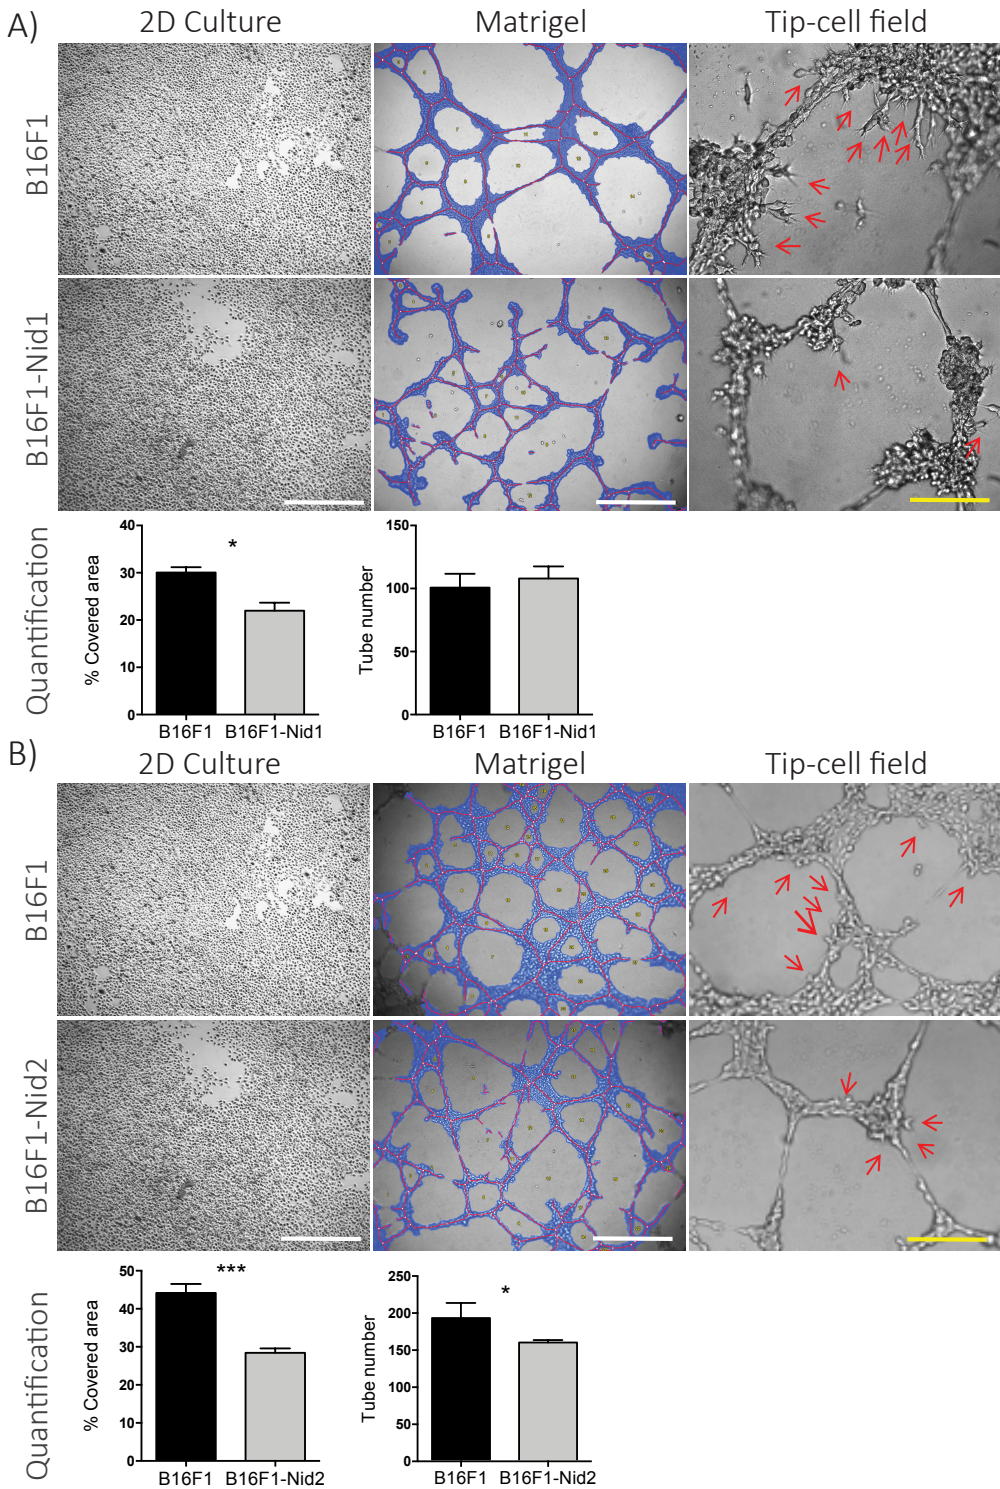 A)
2D Culture
Matrigel
Tip-cell field
B16F1
B16F1-Nid1
Quantification
% Covered area
40
30
20
10
0
*
B16F1
B16F1-Nid1
Tube number
150
100
50
0
B16F1
B16F1-Nid1
B)
2D Culture
Matrigel
Tip-cell field
B16F1
B16F1-Nid2
Quantification
% Covered area
50
40
30
20
10
0
***
B16F1
B16F1-Nid2
Tube number
250
200
150
100
50
0
*
B16F1
B16F1-Nid2